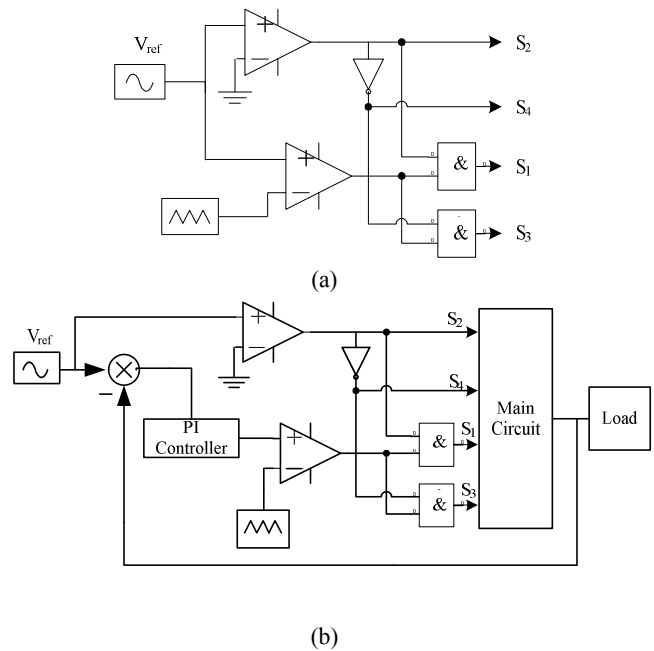 V_ref
+
−
S_2
S_4
+
−
&
S_1
&
S_3
(a)
V_ref
+
−
S_2
−
S_4
Main
Circuit
Load
PI
Controller
+
−
&
S_1
&
S_3
(b)